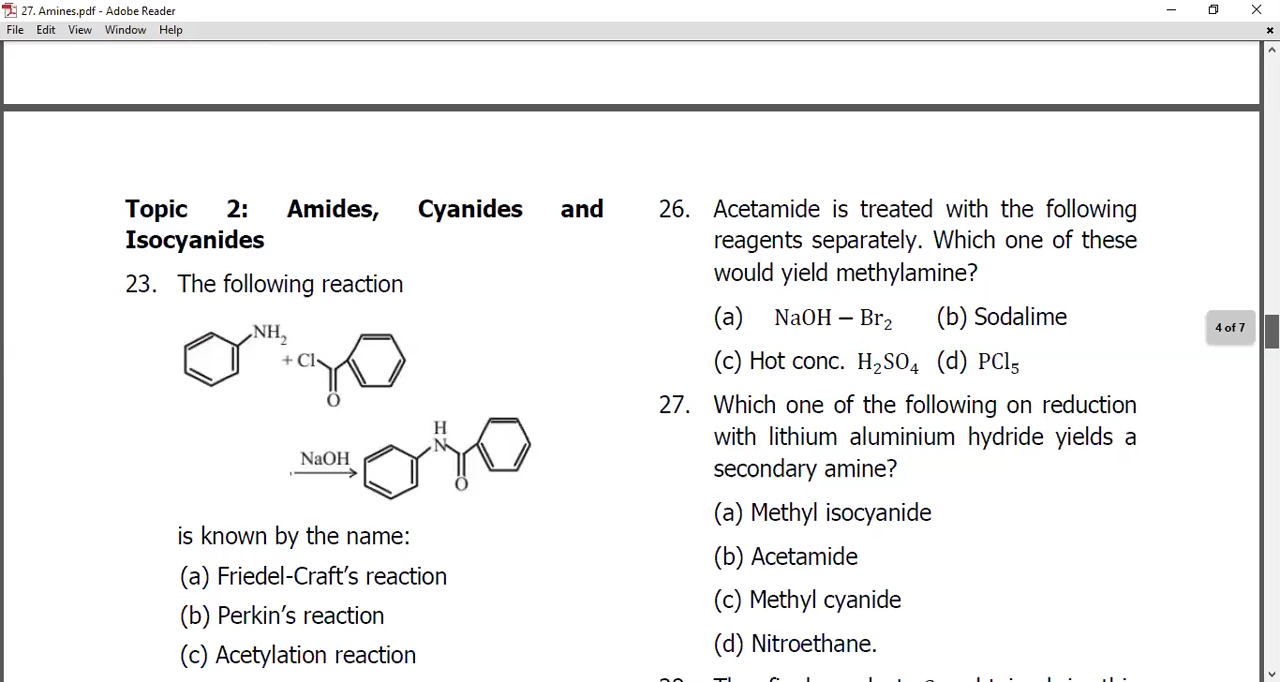 27. Amines.pdf - Adobe Reader
File Edit View Window Help
Topic 2: Amides, Cyanides and
Isocyanides
23. The following reaction
NH2
+ Cl
O
NaOH
H
N
O
is known by the name:
(a) Friedel-Craft’s reaction
(b) Perkin’s reaction
(c) Acetylation reaction
26. Acetamide is treated with the following
reagents separately. Which one of these
would yield methylamine?
(a) NaOH – Br2 (b) Sodalime
(c) Hot conc. H2SO4 (d) PCl5
27. Which one of the following on reduction
with lithium aluminium hydride yields a
secondary amine?
(a) Methyl isocyanide
(b) Acetamide
(c) Methyl cyanide
(d) Nitroethane.
4 of 7